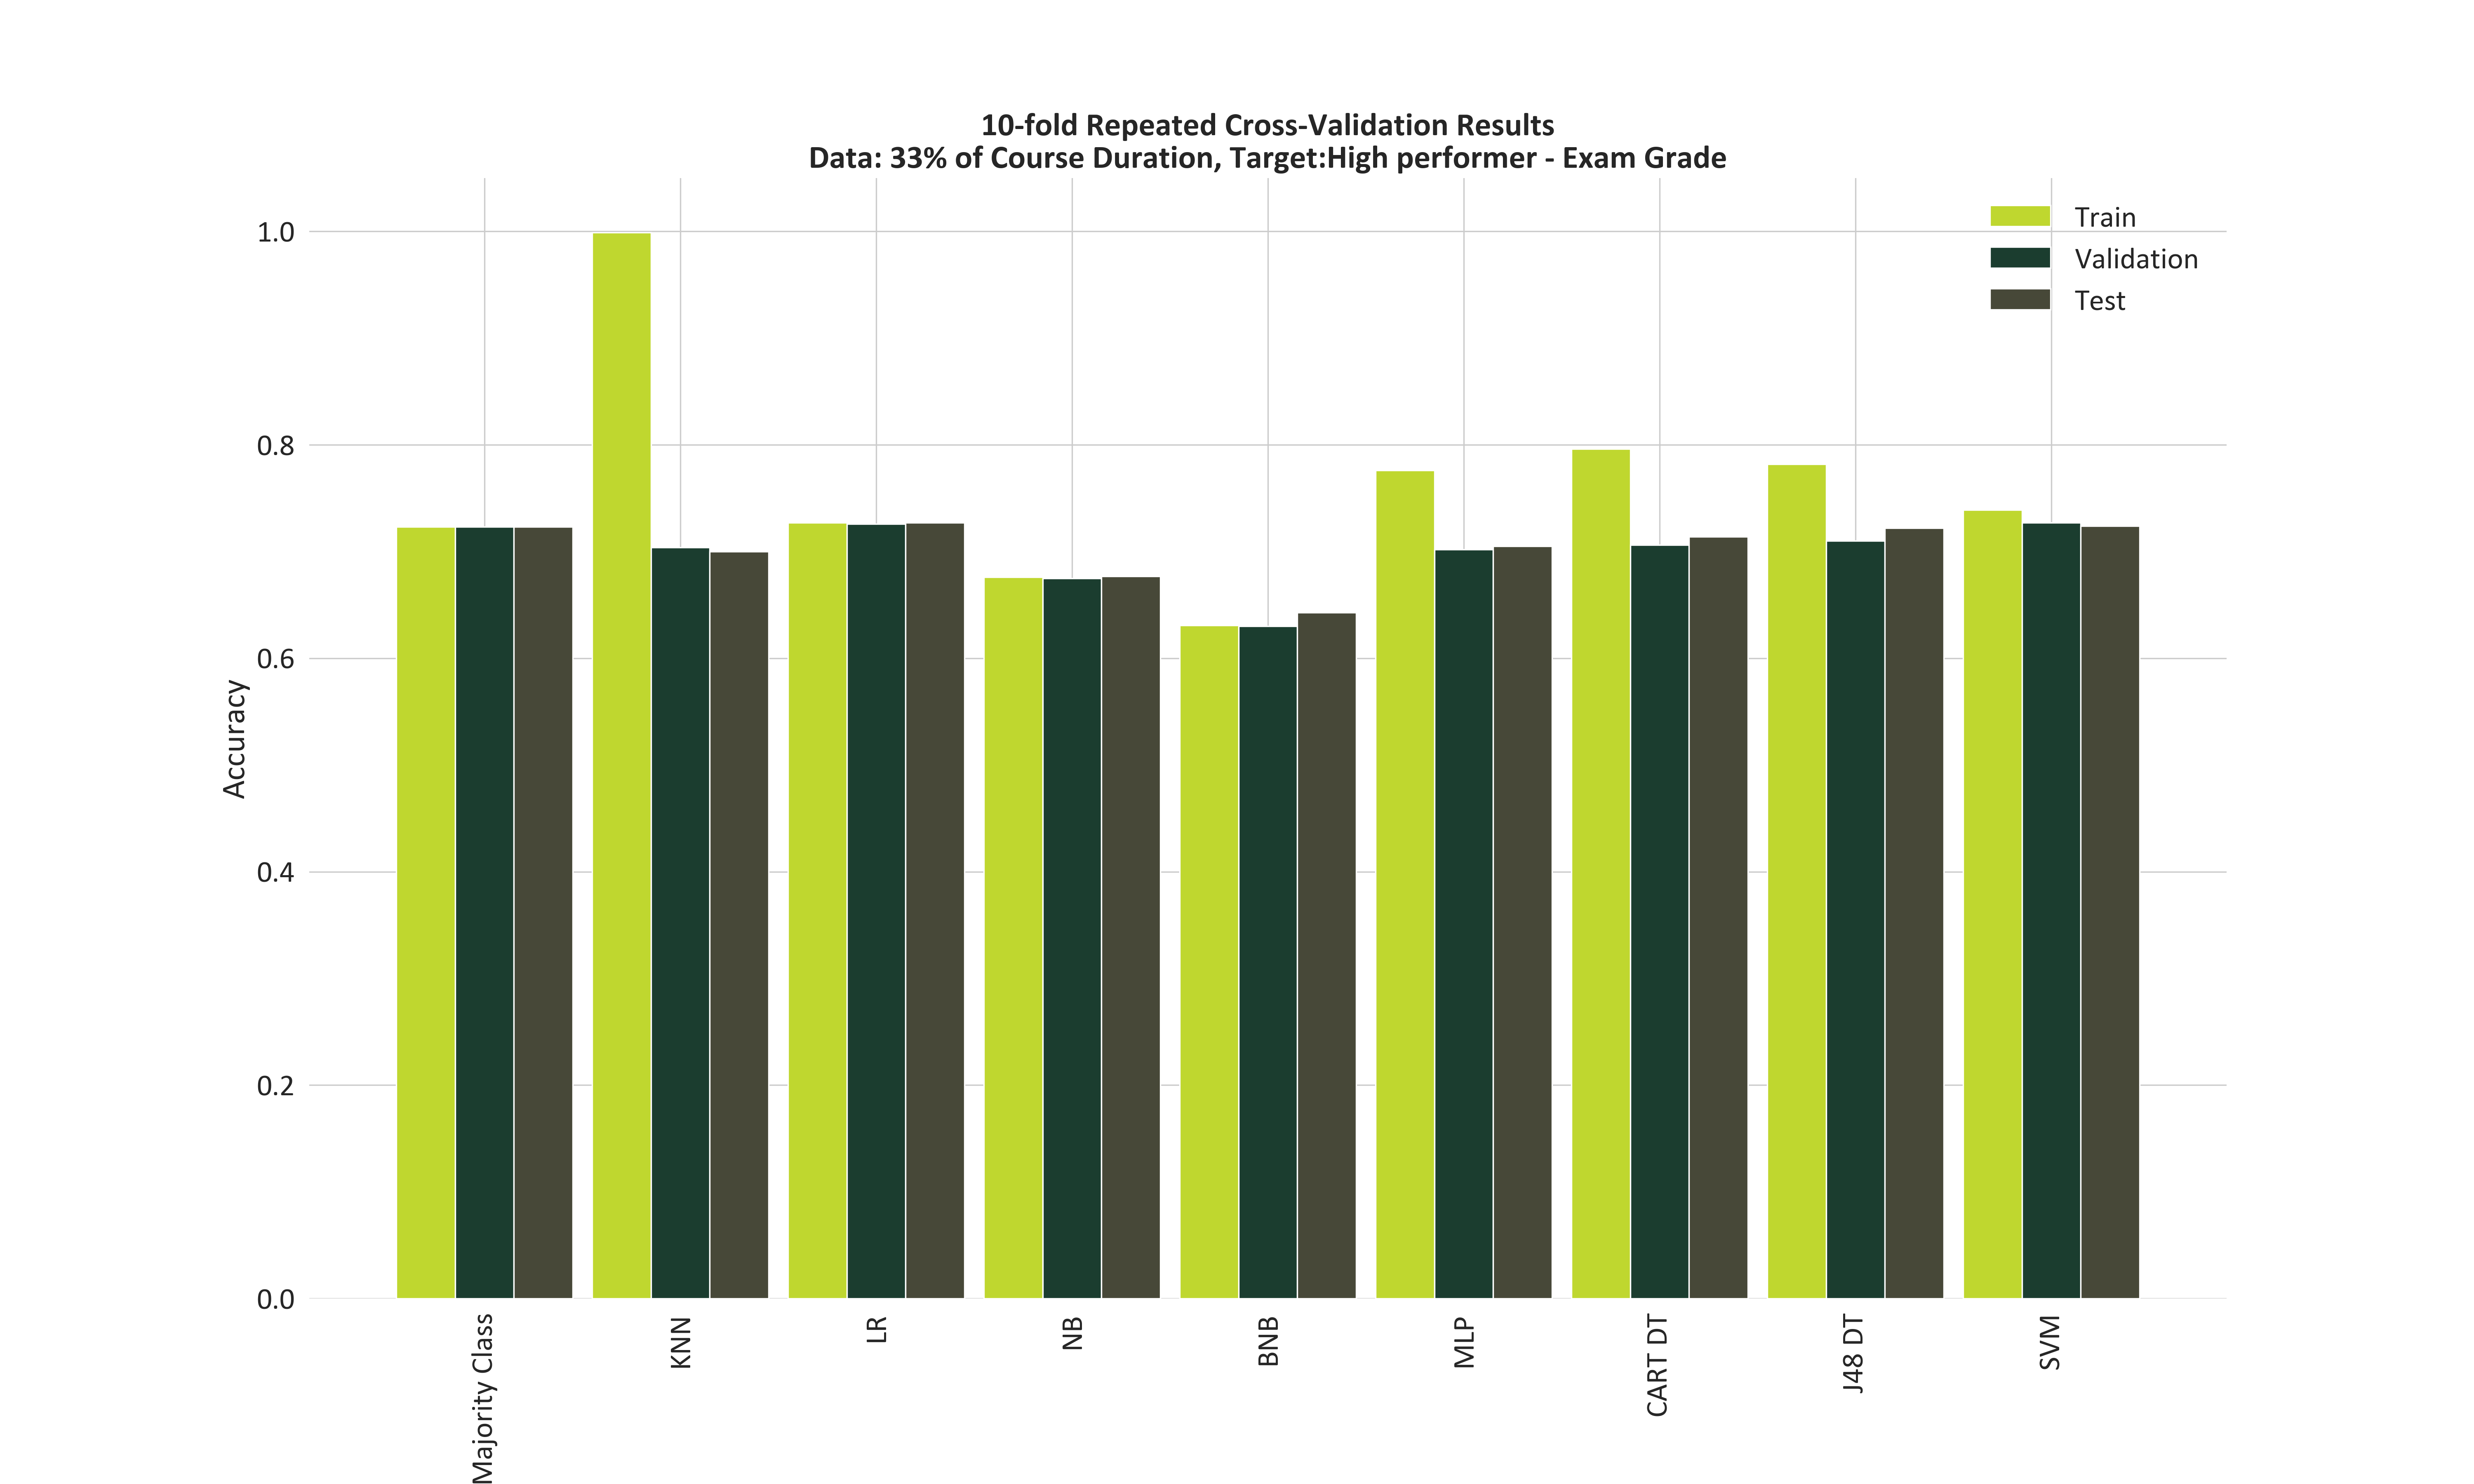 10-fold Repeated Cross-Validation Results
Data: 33% of Course Duration, Target:High performer - Exam Grade
Train
Validation
Test
Accuracy
1.0
0.8
0.6
0.4
0.2
0.0
Majority Class
KNN
LR
NB
BNB
MLP
CART DT
J48 DT
SVM